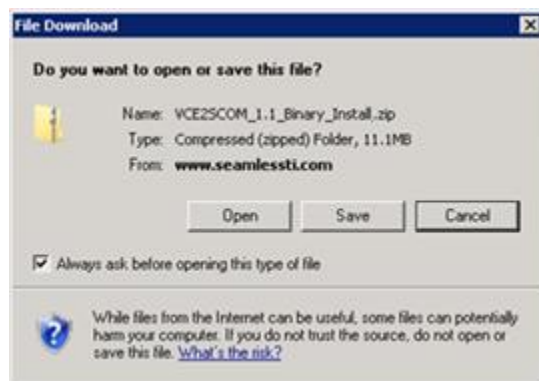 File Download
Do you want to open or save this file?
Name: VCE2SCOM_1.1_Binary_Install.zip
Type: Compressed (zipped) Folder, 11.1MB
From: www.seamlessti.com
Open Save Cancel
Always ask before opening this type of file
While files from the Internet can be useful, some files can potentially
harm your computer. If you do not trust the source, do not open or
save this file. What's the risk?